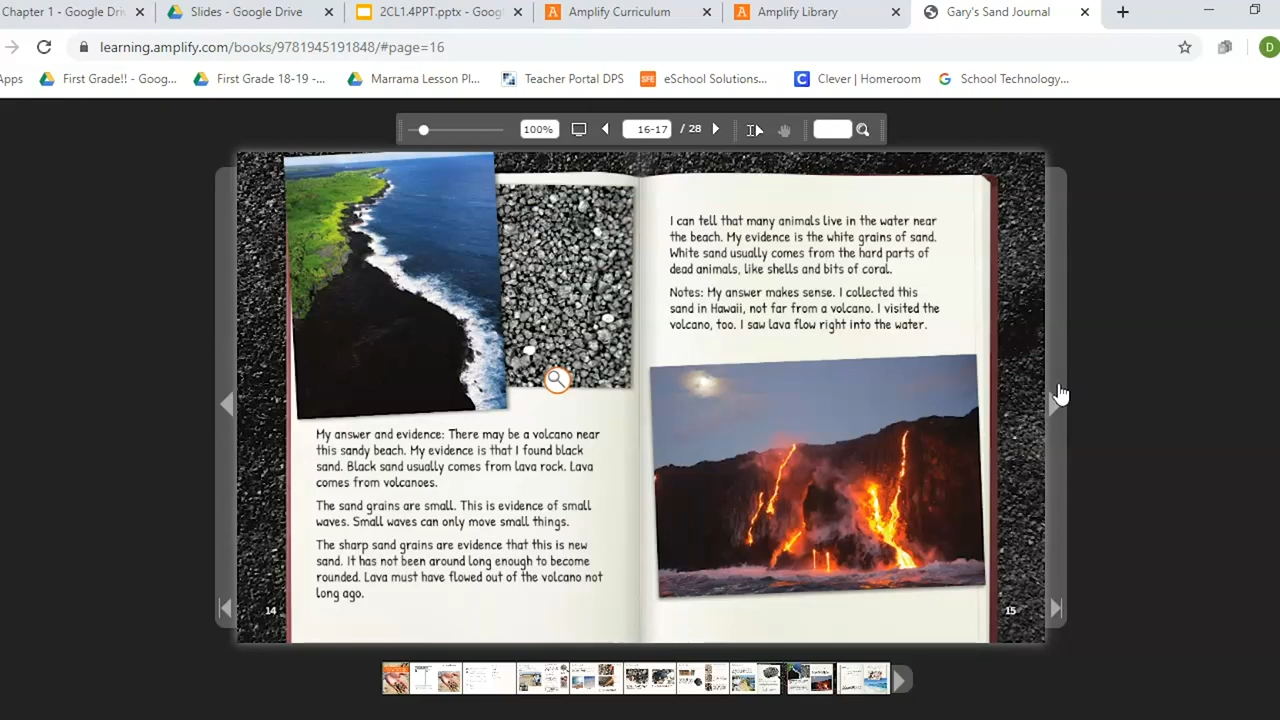 Chapter 1 - Google Dri
Slides - Google Drive
2CL1.4PPT.pptx - Goog
Amplify Curriculum
Amplify Library
Gary's Sand Journal
learning.amplify.com/books/9781945191848/#page=16
D
Apps
First Grade!! - Goog...
First Grade 18-19 -...
Marrama Lesson Pl...
Teacher Portal DPS
SFE eSchool Solutions...
Clever | Homeroom
School Technology...
100%
16-17 / 28
My answer and evidence: There may be a volcano near
this sandy beach. My evidence is that I found black
sand. Black sand usually comes from lava rock. Lava
comes from volcanoes.
The sand grains are small. This is evidence of small
waves. Small waves can only move small things.
The sharp sand grains are evidence that this is new
sand. It has not been around long enough to become
rounded. Lava must have flowed out of the volcano not
long ago.
14
I can tell that many animals live in the water near
the beach. My evidence is the white grains of sand.
White sand usually comes from the hard parts of
dead animals, like shells and bits of coral.
Notes: My answer makes sense. I collected this
sand in Hawaii, not far from a volcano. I visited the
volcano, too. I saw lava flow right into the water.
15